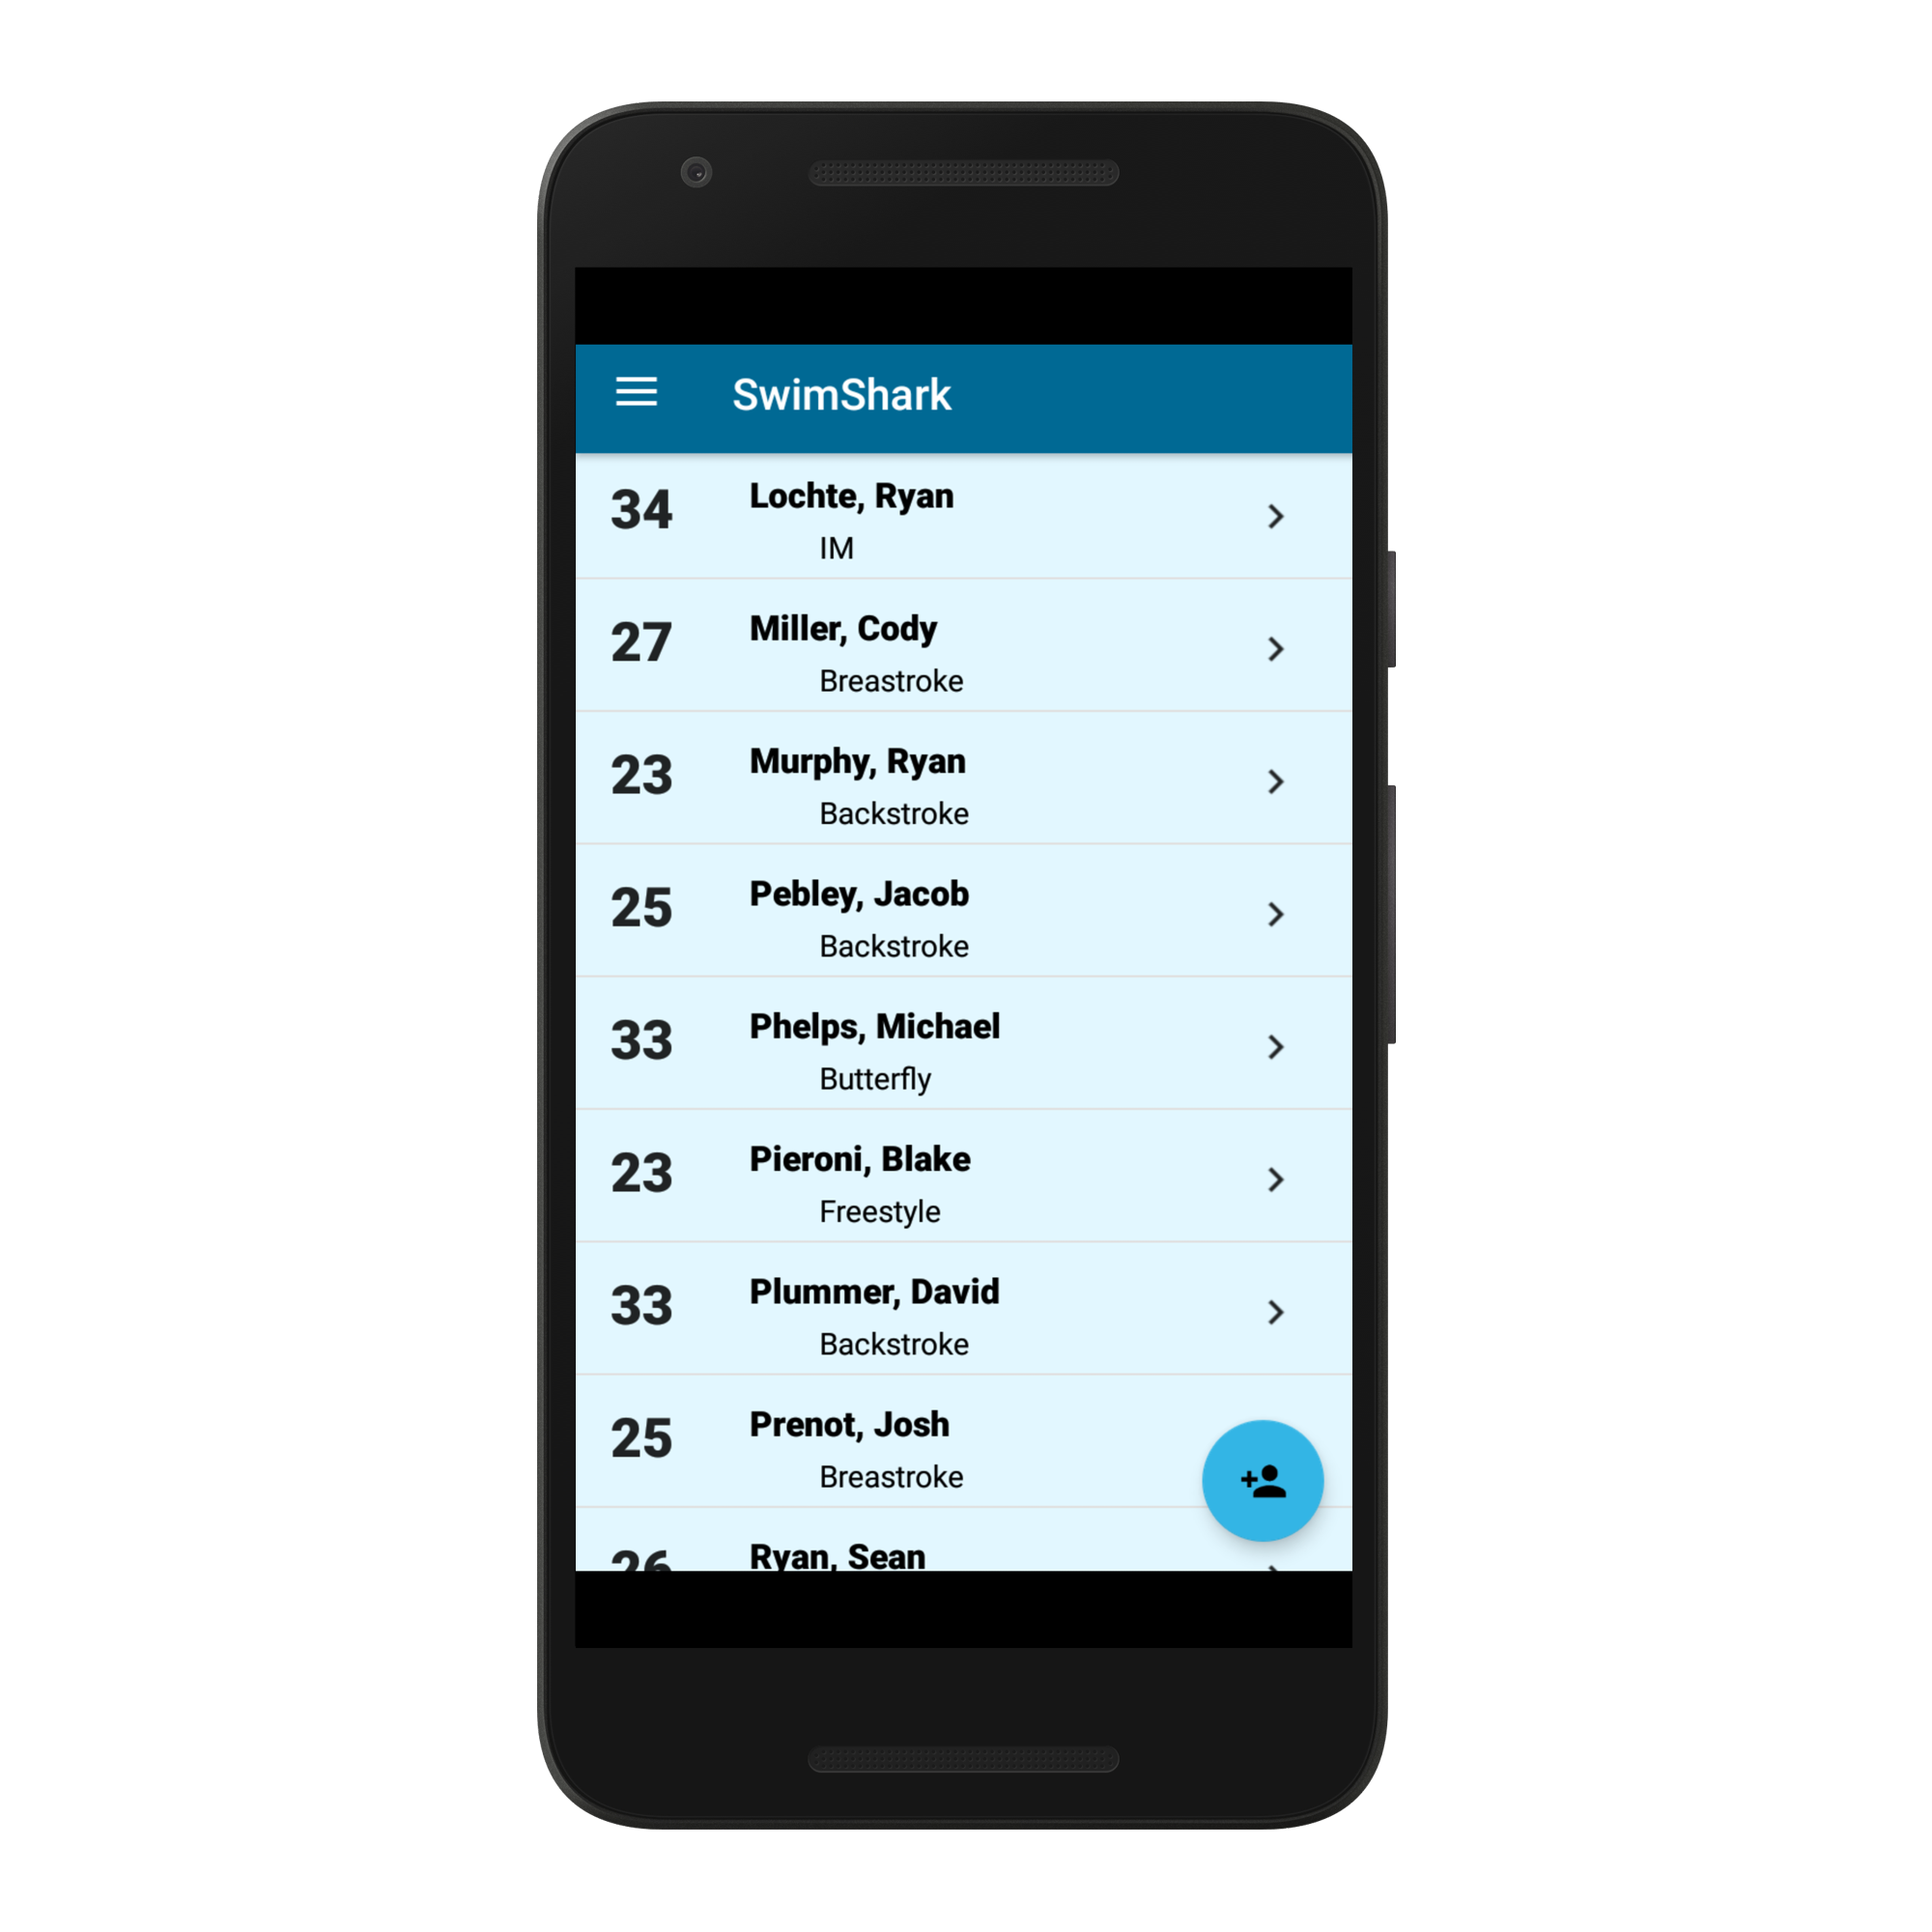 SwimShark
34 Lochte, Ryan
IM
27 Miller, Cody
Breastroke
23 Murphy, Ryan
Backstroke
25 Pebley, Jacob
Backstroke
33 Phelps, Michael
Butterfly
23 Pieroni, Blake
Freestyle
33 Plummer, David
Backstroke
25 Prenot, Josh
Breastroke
26 Ryan, Sean